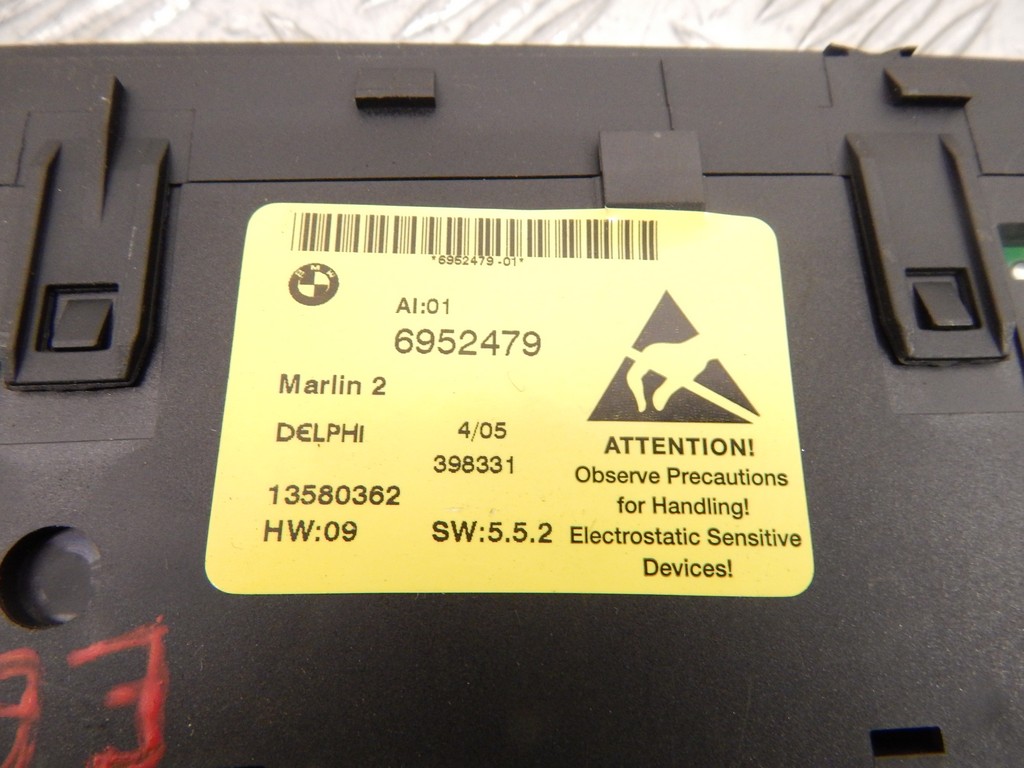 *6952479-01*
BMW
AI:01
6952479
Marlin 2
DELPHI 4/05
398331
13580362
HW:09 SW:5.5.2
ATTENTION!
Observe Precautions
for Handling!
Electrostatic Sensitive
Devices!